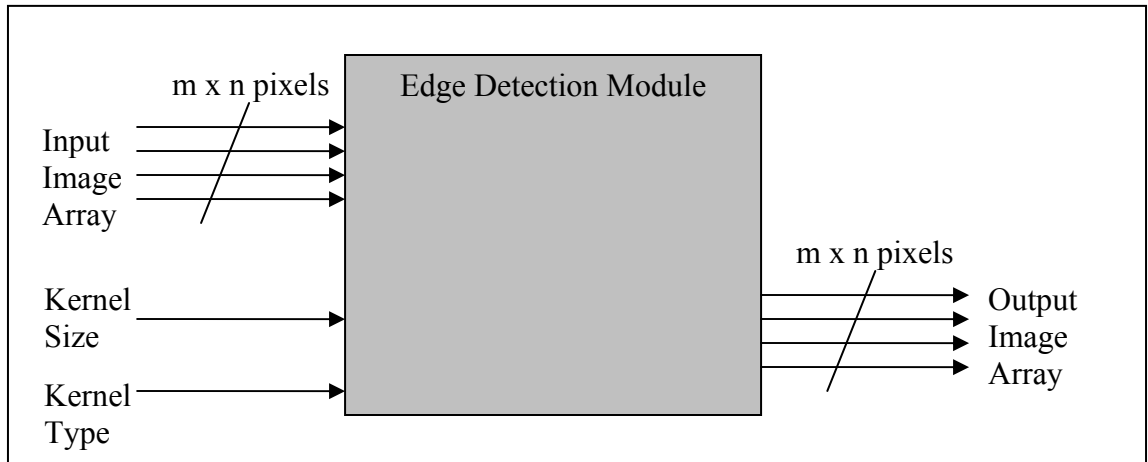 m x n pixels
Edge Detection Module
Input
Image
Array
m x n pixels
Kernel
Size
Output
Image
Array
Kernel
Type